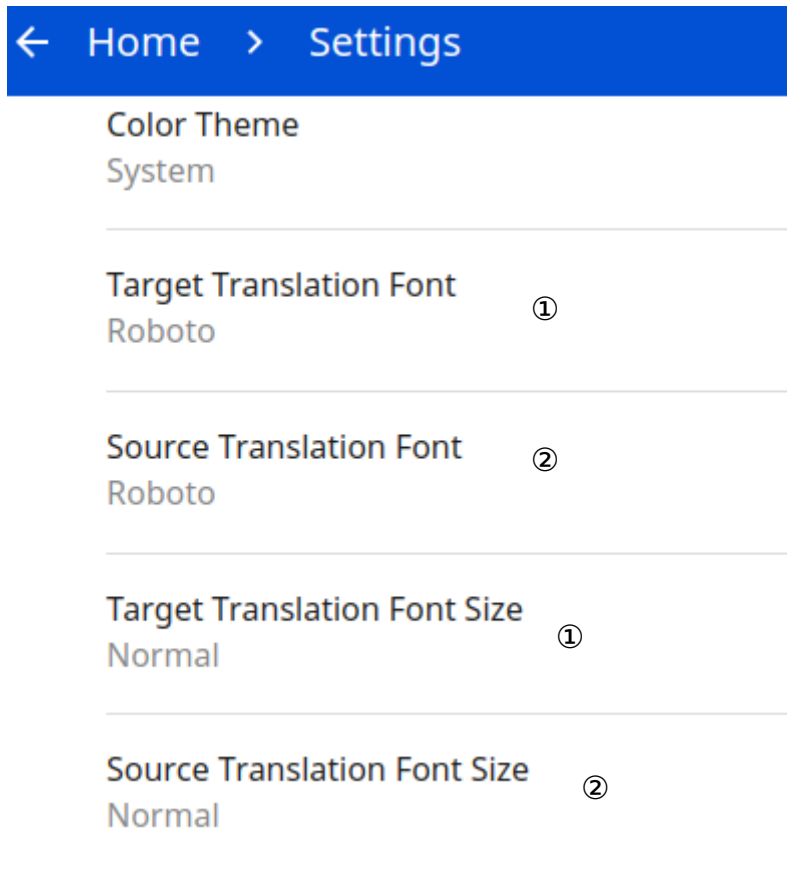 ← Home > Settings
Color Theme
System
Target Translation Font ①
Roboto
Source Translation Font ②
Roboto
Target Translation Font Size ①
Normal
Source Translation Font Size ②
Normal